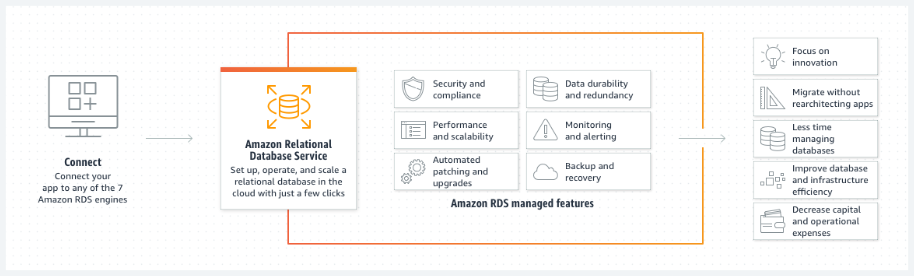 Connect
Connect your
app to any of the 7
Amazon RDS engines
Amazon Relational
Database Service
Set up, operate, and scale a
relational database in the
cloud with just a few clicks
Security and
compliance
Data durability
and redundancy
Performance
and scalability
Monitoring
and alerting
Automated
patching and
upgrades
Backup and
recovery
Amazon RDS managed features
Focus on
innovation
Migrate without
rearchitecting apps
Less time
managing
databases
Improve database
and infrastructure
efficiency
Decrease capital
and operational
expenses